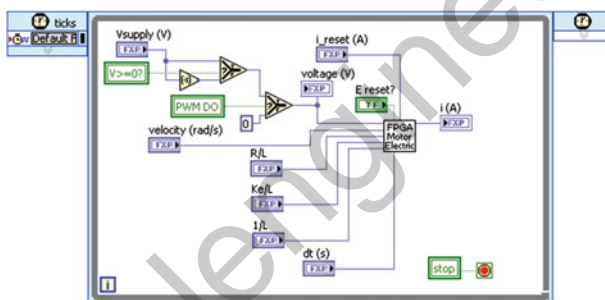 ticks
Default
Vsupply (V)
FXP
V>=0?
i_reset (A)
FXP
voltage (V)
FXP
PWM DO
0
E reset?
TF
velocity (rad/s)
FXP
FPGA
Motor
Electric
i (A)
FXP
R/L
FXP
Ke/L
FXP
1/L
FXP
dt (s)
FXP
stop
i